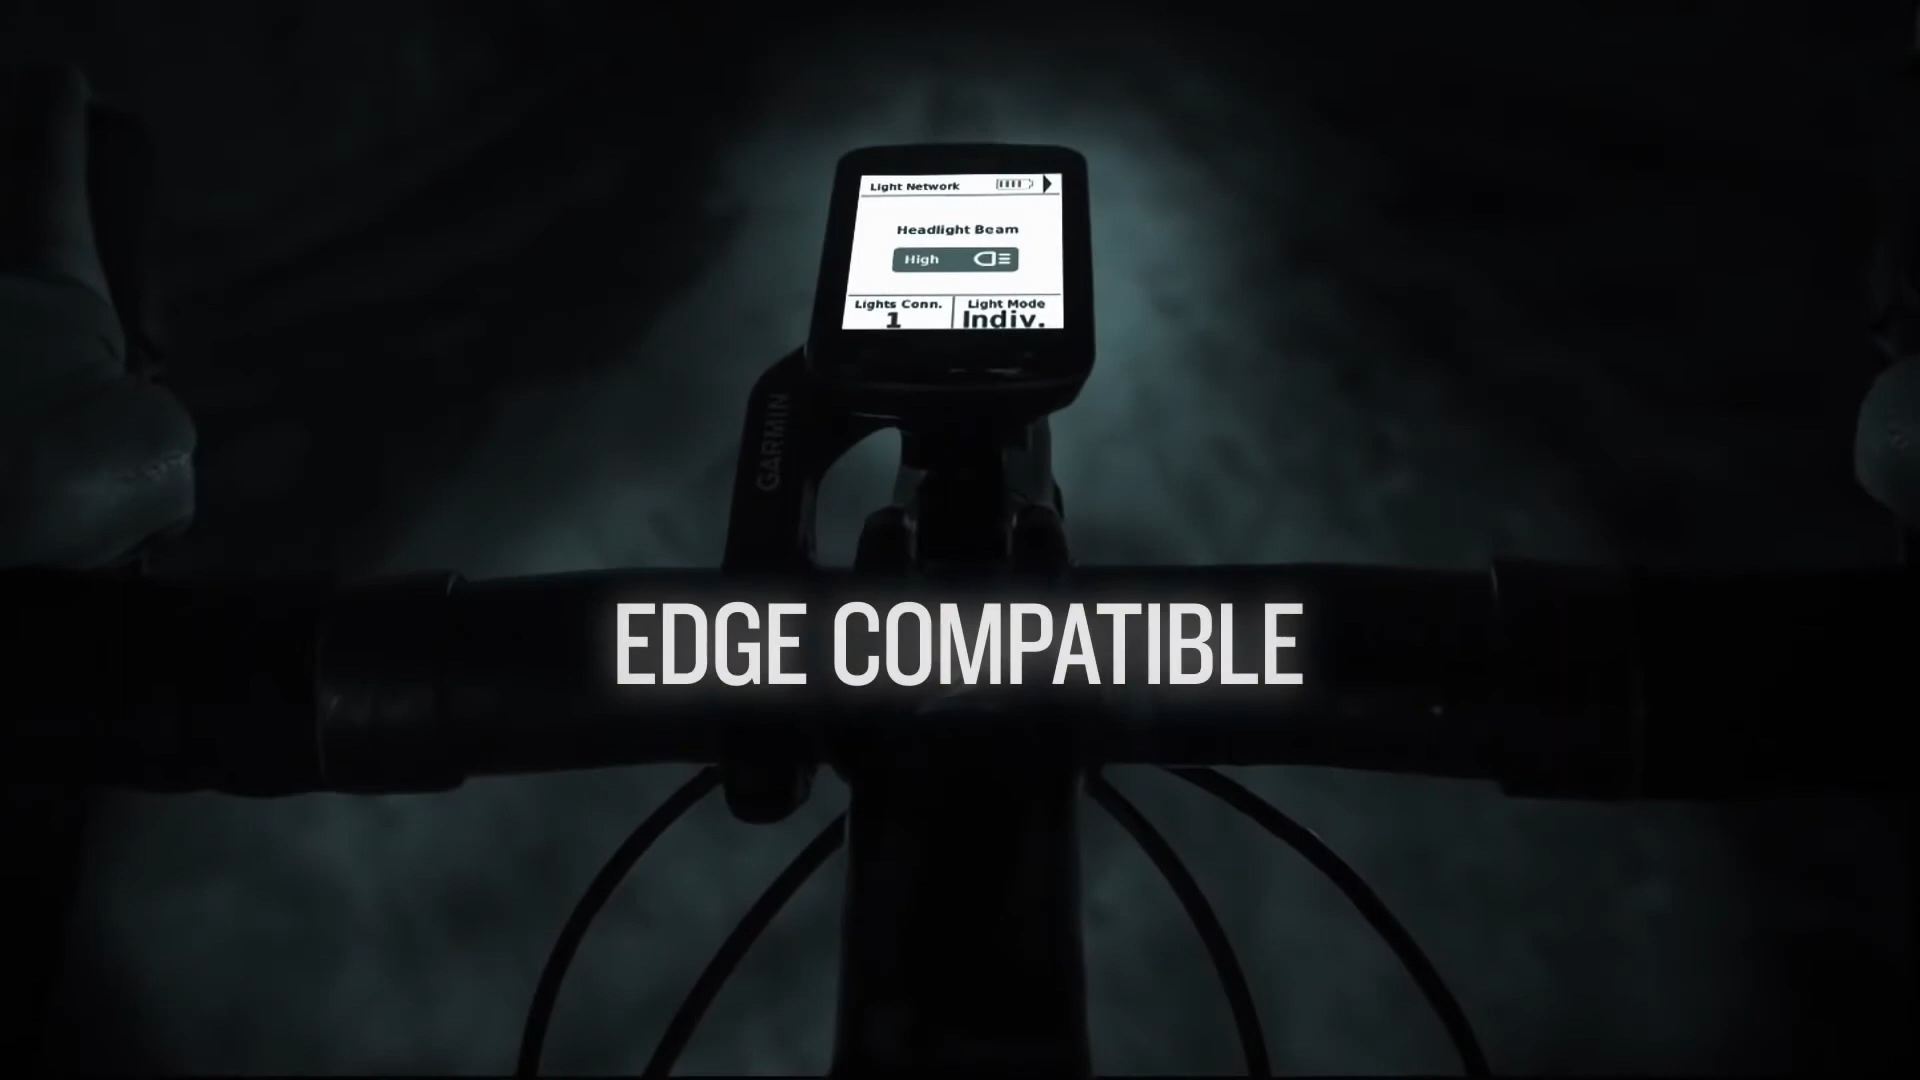 Light Network
Headlight Beam
High
Lights Conn.
1
Light Mode
Indiv.
GARMIN
EDGE COMPATIBLE